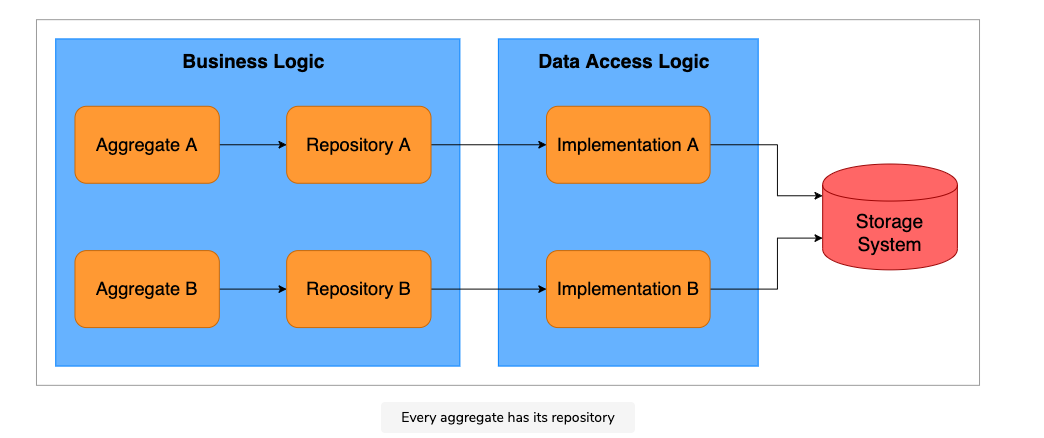 Business Logic
Data Access Logic
Aggregate A
Repository A
Implementation A
Storage
System
Aggregate B
Repository B
Implementation B
Every aggregate has its repository